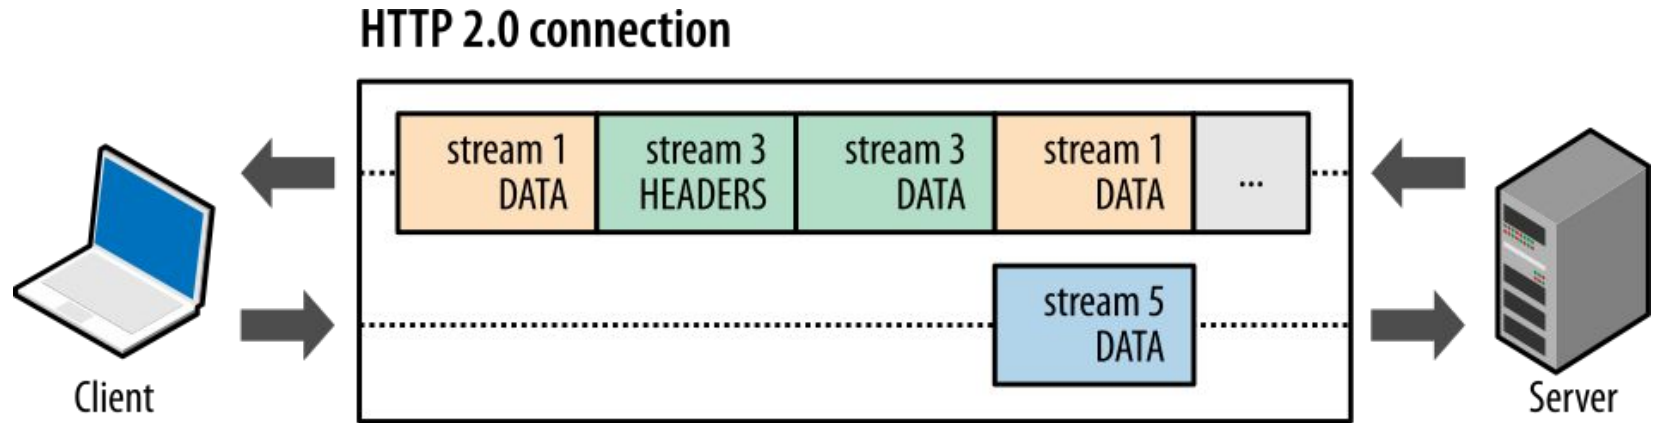 HTTP 2.0 connection
stream 1
DATA
stream 3
HEADERS
stream 3
DATA
stream 1
DATA
...
stream 5
DATA
Client
Server